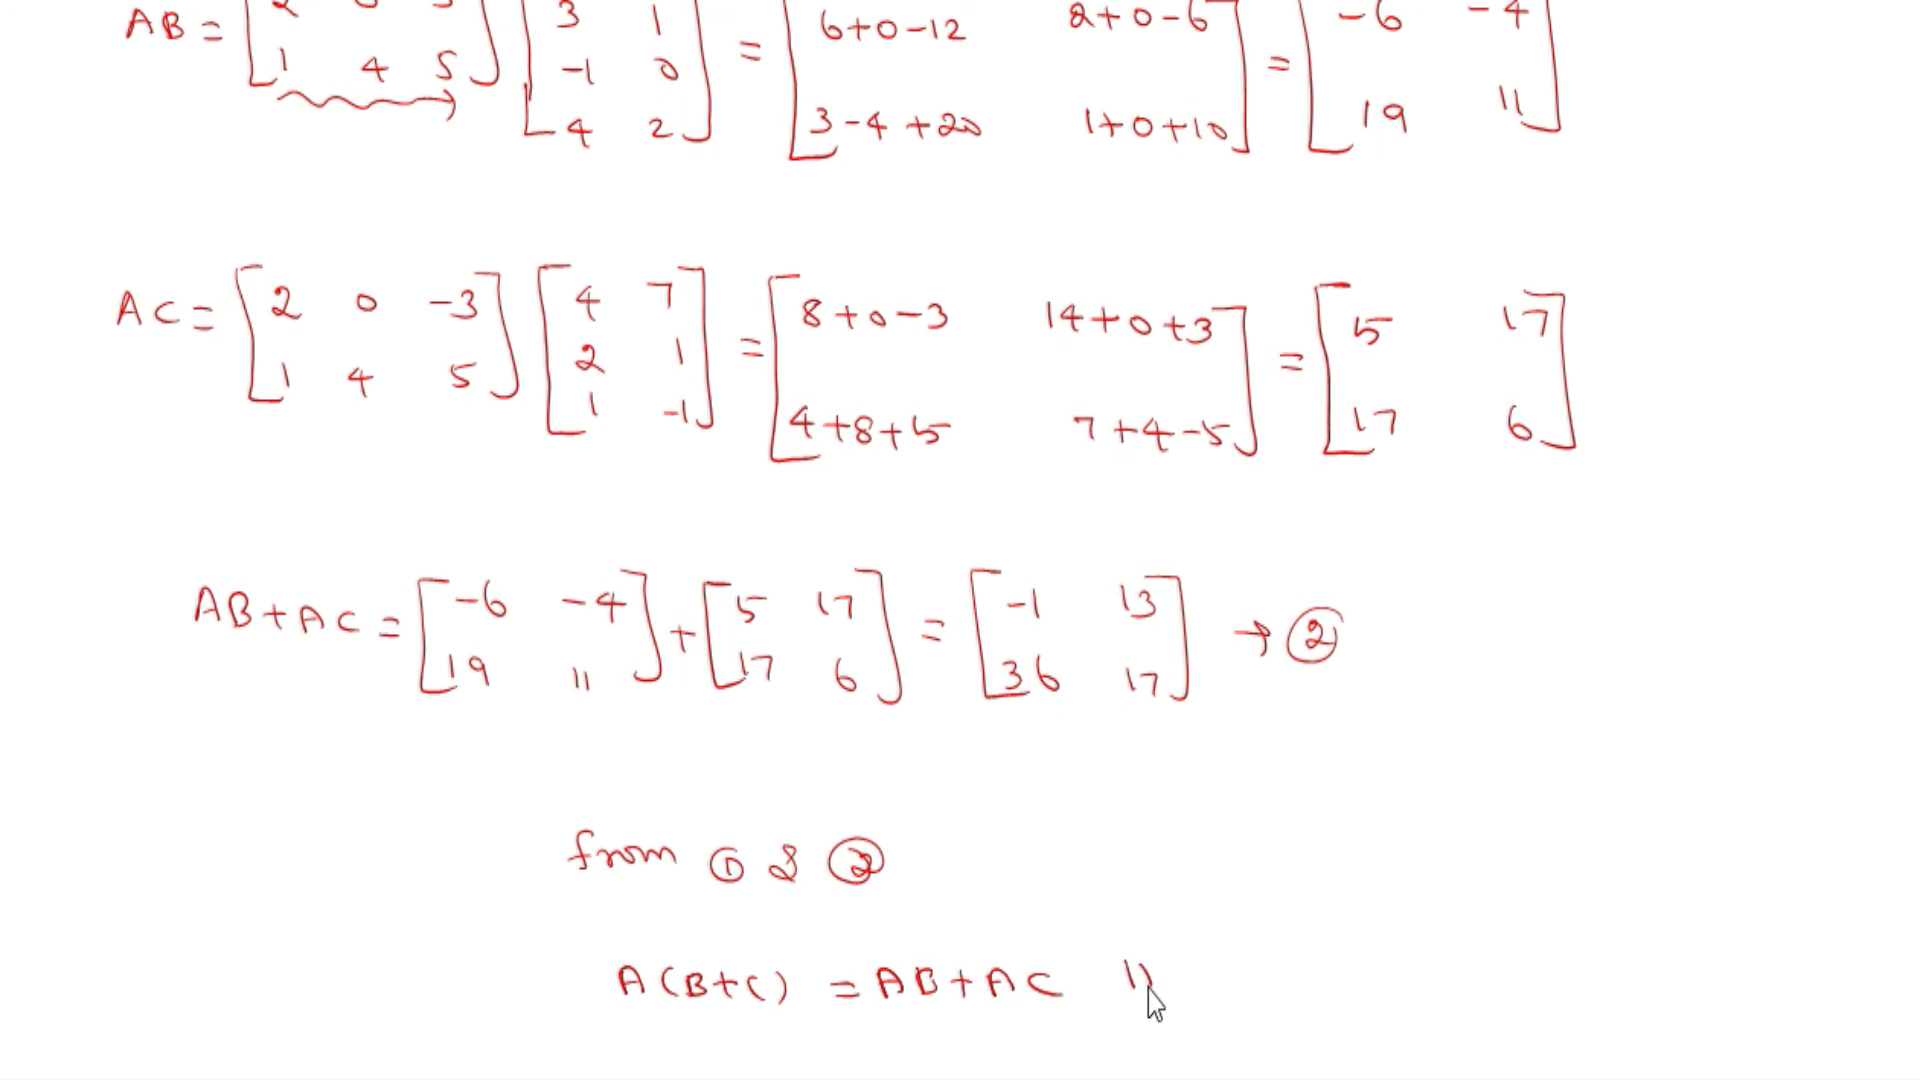 AB = [2 0 -3 [3 1 = [6+0-12 2+0-6 = [-6 -4
1 4 5] -1 0 3-4+20 1+0+10] 19 11]
4 2]
AC = [2 0 -3 [4 7 = [8+0-3 14+0+3 = [5 17
1 4 5] 2 1 4+8+5 7+4-5] 17 6]
1 -1]
AB+AC = [-6 -4 + [5 17 = [-1 13 → ②
19 11] 17 6] 36 17]
from ① & ②
A(B+C) = AB+AC //